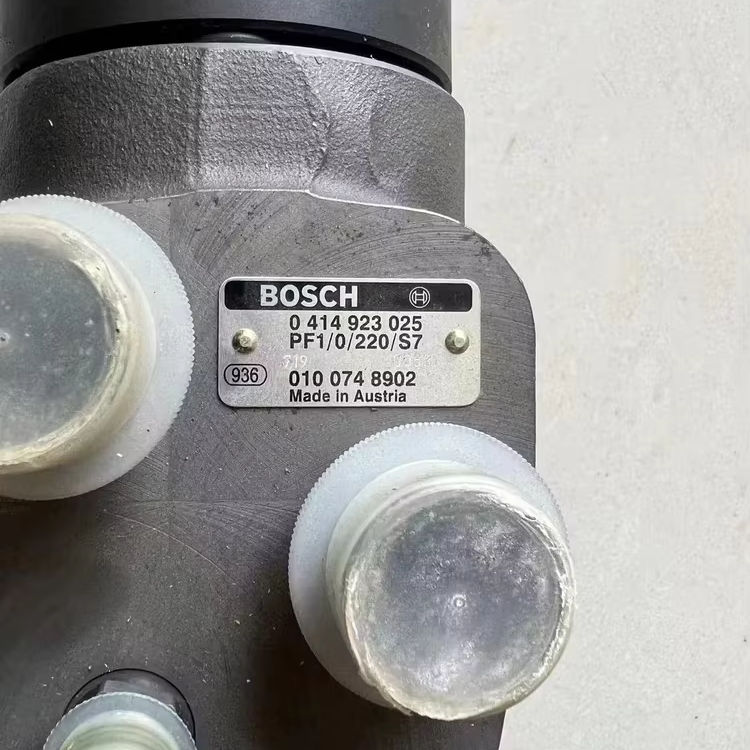 BOSCH
0 414 923 025
PF1/0/220/S7
936
010 074 8902
Made in Austria